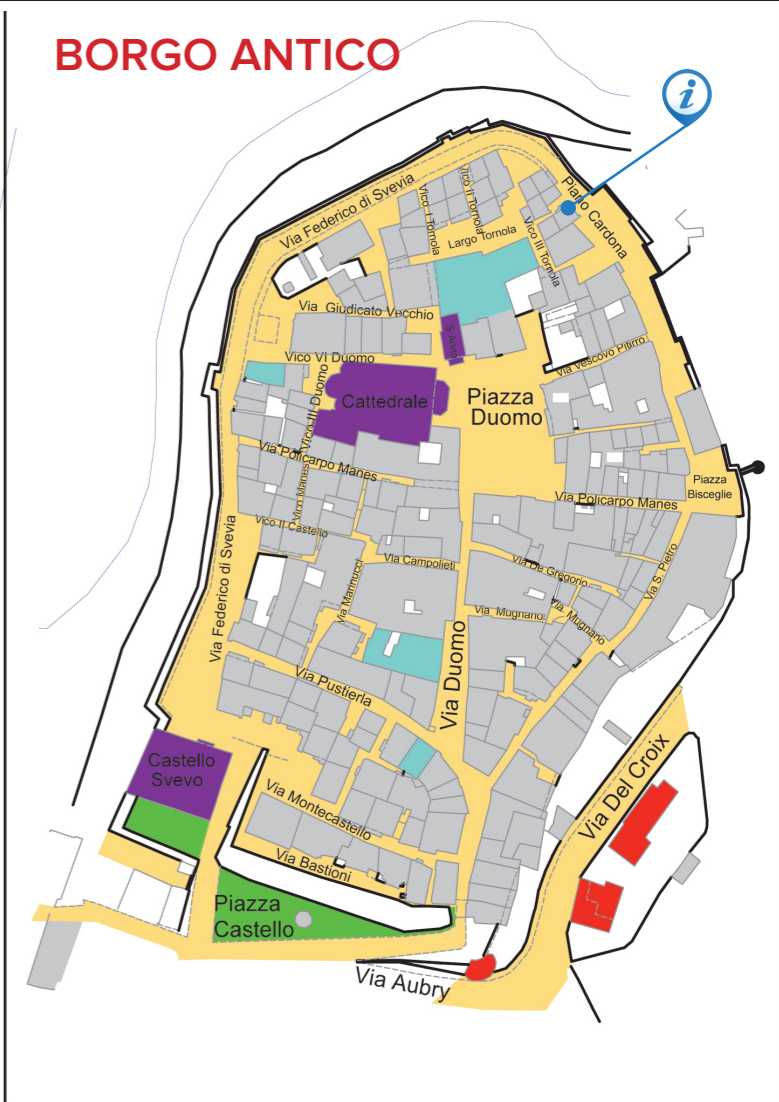 BORGO ANTICO
i
Via Federico di Svevia
Vico I Tornola
Vico II Tornola
Largo Tornola
Vico III Tornola
Piano Cardona
Via Giudicato Vecchio
S. Anna
Vico VI Duomo
Vico III Duomo
Cattedrale
Piazza
Duomo
Via Vescovo Pitirro
Via Policarpo Manes
Vico Manes
Via Policarpo Manes
Piazza
Bisceglie
Vico II Castello
Via Federico di Svevia
Via Marinucci
Via Campolieti
Via De Gregorio
Via S. Pietro
Via Mugnano
Via. Mugnano
Via Duomo
Via Pustierla
Castello
Svevo
Via Montecastello
Via Bastioni
Via Del Croix
Piazza
Castello
Via Aubry